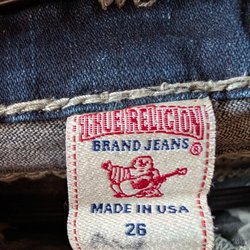 TRUE RELIGION
BRAND JEANS
®
MADE IN USA
26